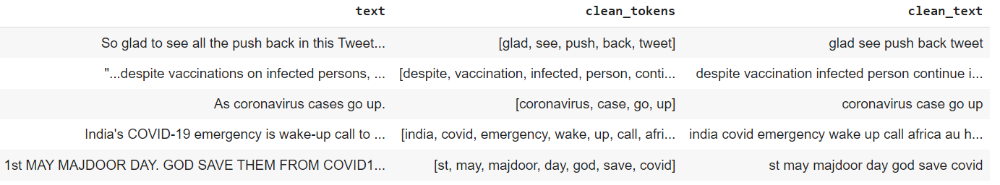 text clean_tokens clean_text
So glad to see all the push back in this Tweet... [glad, see, push, back, tweet] glad see push back tweet
"...despite vaccinations on infected persons, ... [despite, vaccination, infected, person, conti... despite vaccination infected person continue i...
As coronavirus cases go up. [coronavirus, case, go, up] coronavirus case go up
India's COVID-19 emergency is wake-up call to ... [india, covid, emergency, wake, up, call, afri... india covid emergency wake up call africa au h...
1st MAY MAJDOOR DAY. GOD SAVE THEM FROM COVID1... [st, may, majdoor, day, god, save, covid] st may majdoor day god save covid